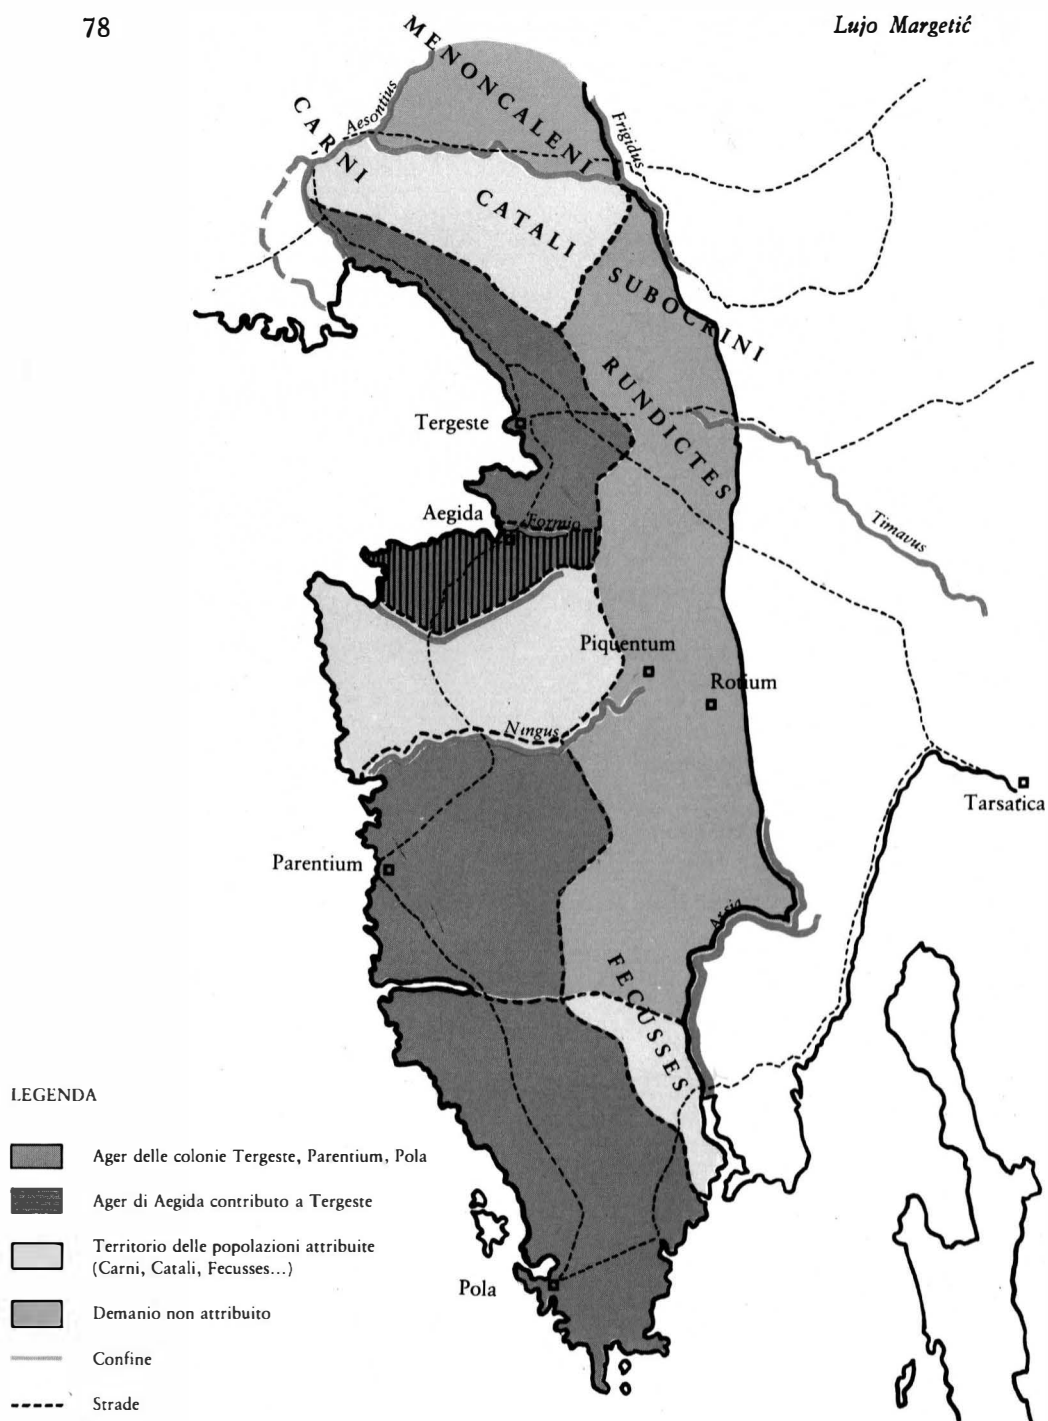 78
Lujo Margetić
MENONCALENI
CARNI
Aesontius
Frigidus
CATALI
SUBOCRINI
RUNDICTES
Tergeste
Aegida
Formio
Timavus
Piquentum
Rotium
Ningus
Tarsatica
Parentium
Arsia
FECUSSES
Pola
LEGENDA
Ager delle colonie Tergeste, Parentium, Pola
Ager di Aegida contributo a Tergeste
Territorio delle popolazioni attribuite
(Carni, Catali, Fecusses...)
Demanio non attribuito
Confine
Strade